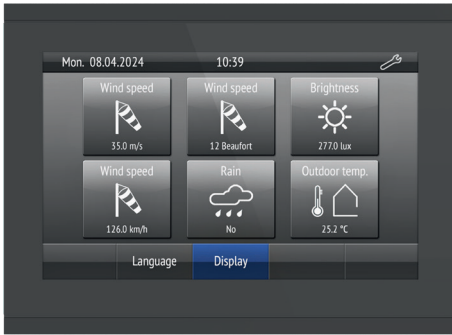 Mon. 08.04.2024 10:39
Wind speed Wind speed Brightness
35.0 m/s 12 Beaufort 277.0 lux
Wind speed Rain Outdoor temp.
126.0 km/h No 25.2 °C
Language Display